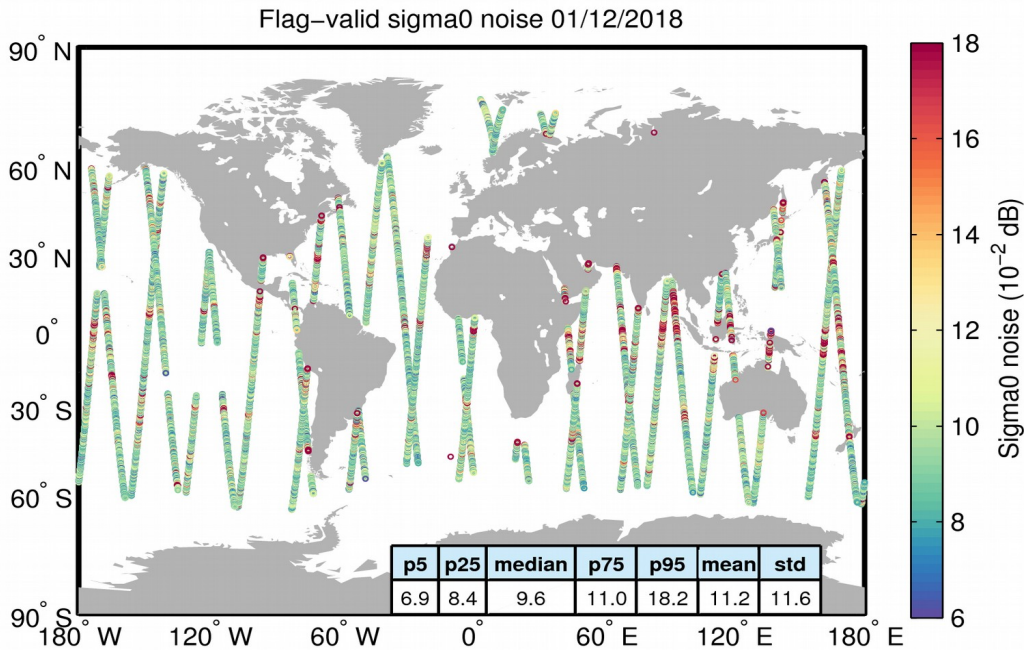 Flag−valid sigma0 noise 01/12/2018
90° N
60° N
30° N
0°
30° S
60° S
90° S
180° W 120° W 60° W 0° 60° E 120° E 180° E
p5 p25 median p75 p95 mean std
6.9 8.4 9.6 11.0 18.2 11.2 11.6
18
16
14
12
10
8
6
Sigma0 noise (10−2 dB)